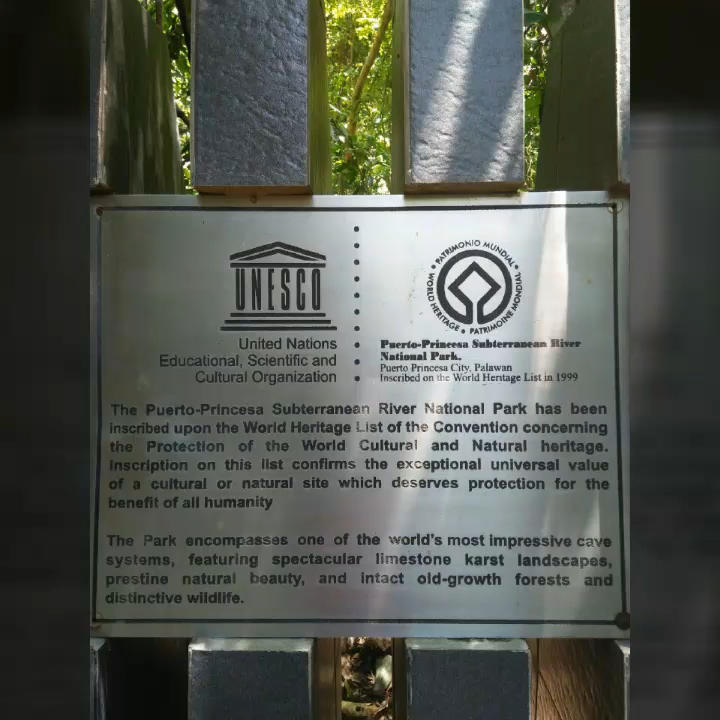 UNESCO
United Nations
Educational, Scientific and
Cultural Organization
PATRIMONIO MUNDIAL • WORLD HERITAGE • PATRIMOINE MONDIAL •
Puerto-Princesa Subterranean River
National Park.
Puerto Princesa City, Palawan
Inscribed on the World Heritage List in 1999
The Puerto-Princesa Subterranean River National Park has been
inscribed upon the World Heritage List of the Convention concerning
the Protection of the World Cultural and Natural heritage.
Inscription on this list confirms the exceptional universal value
of a cultural or natural site which deserves protection for the
benefit of all humanity
The Park encompasses one of the world's most impressive cave
systems, featuring spectacular limestone karst landscapes,
prestine natural beauty, and intact old-growth forests and
distinctive wildlife.